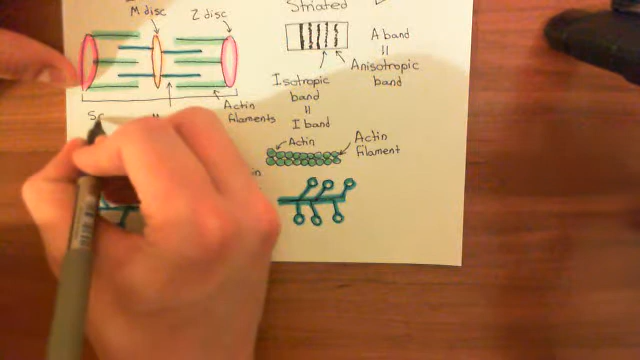 M disc
Z disc
Actin
filaments
Striated
A band
=
Anisotropic
band
Isotropic
band
=
I band
Actin
Actin
Filament